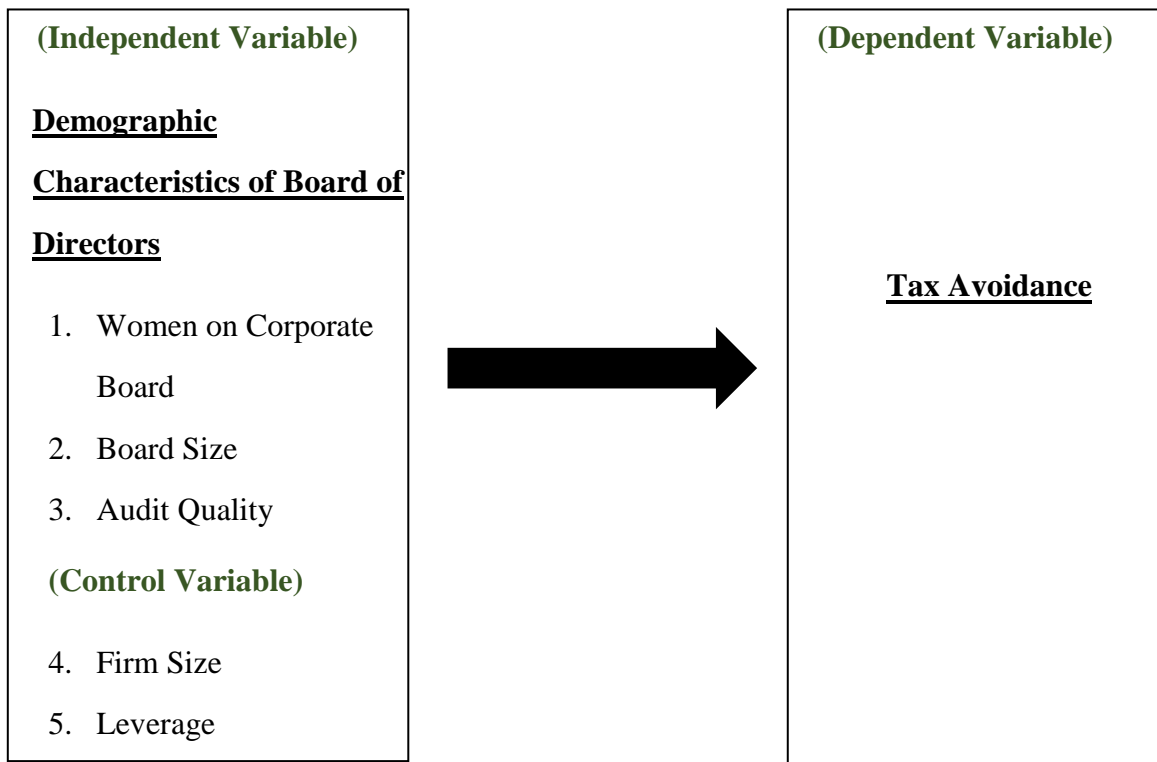 (Independent Variable)
Demographic
Characteristics of Board of
Directors
1. Women on Corporate
Board
2. Board Size
3. Audit Quality
(Control Variable)
4. Firm Size
5. Leverage
(Dependent Variable)
Tax Avoidance